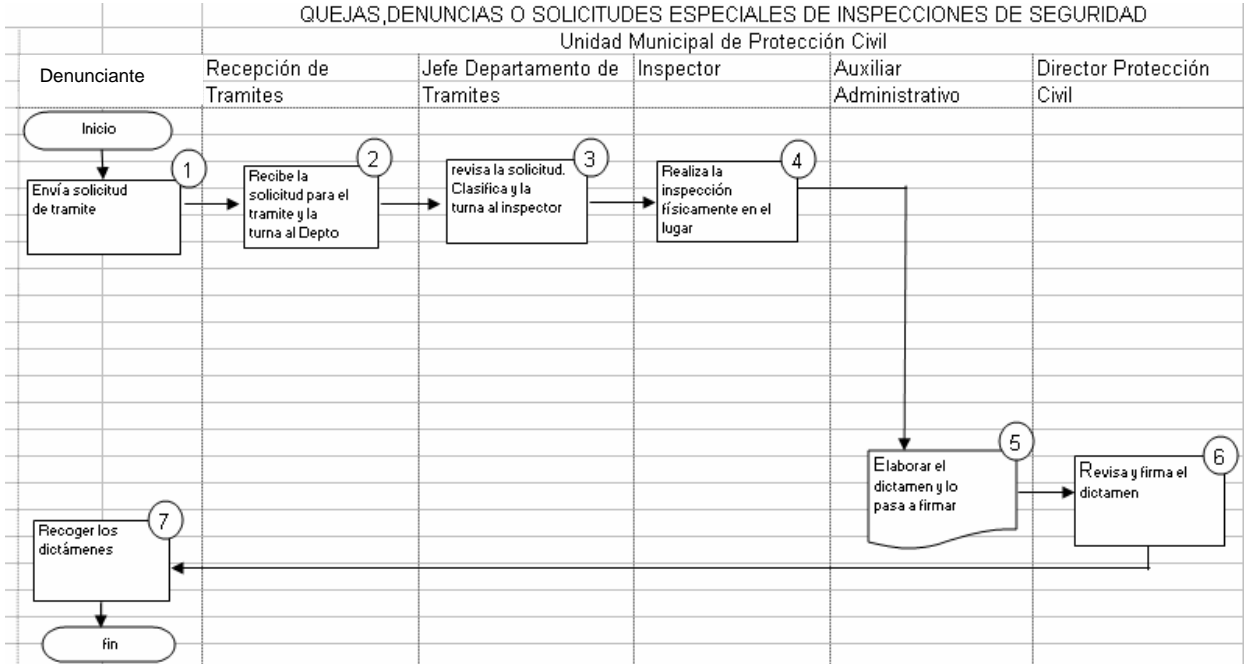 QUEJAS,DENUNCIAS O SOLICITUDES ESPECIALES DE INSPECCIONES DE SEGURIDAD
Unidad Municipal de Protección Civil
Denunciante
Recepción de
Tramites
Jefe Departamento de
Tramites
Inspector
Auxiliar
Administrativo
Director Protección
Civil
Inicio
1
Envía solicitud
de tramite
2
Recibe la
solicitud para el
tramite y la
turna al Depto
3
revisa la solicitud.
Clasifica y la
turna al inspector
4
Realiza la
inspección
físicamente en el
lugar
5
Elaborar el
dictamen y lo
pasa a firmar
6
Revisa y firma el
dictamen
7
Recoger los
dictámenes
fin